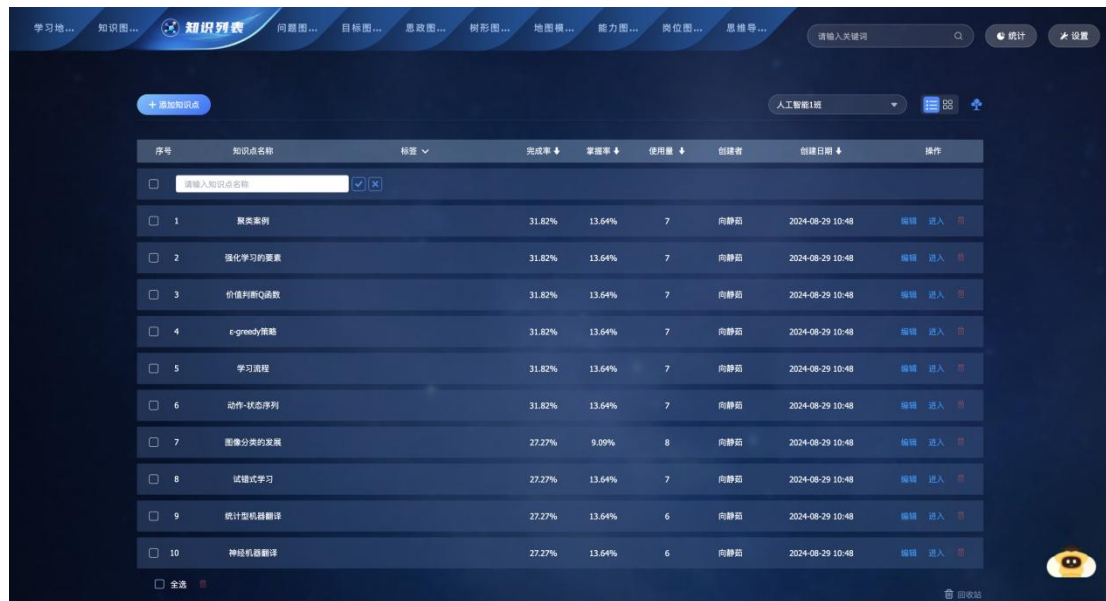 学习地... 知识图... 知识列表 问题图... 目标图... 思政图... 树形图... 地图模... 能力图... 岗位图... 思维导... 请输入关键词 统计 设置
+ 添加知识点 人工智能1班
序号 知识点名称 标签 完成率 掌握率 使用量 创建者 创建日期 操作
请输入知识点名称
1 聚类案例 31.82% 13.64% 7 向静茹 2024-08-29 10:48 编辑 进入
2 强化学习的要素 31.82% 13.64% 7 向静茹 2024-08-29 10:48 编辑 进入
3 价值判断Q函数 31.82% 13.64% 7 向静茹 2024-08-29 10:48 编辑 进入
4 ε-greedy策略 31.82% 13.64% 7 向静茹 2024-08-29 10:48 编辑 进入
5 学习流程 31.82% 13.64% 7 向静茹 2024-08-29 10:48 编辑 进入
6 动作-状态序列 31.82% 13.64% 7 向静茹 2024-08-29 10:48 编辑 进入
7 图像分类的发展 27.27% 9.09% 8 向静茹 2024-08-29 10:48 编辑 进入
8 试错式学习 27.27% 13.64% 7 向静茹 2024-08-29 10:48 编辑 进入
9 统计型机器翻译 27.27% 13.64% 6 向静茹 2024-08-29 10:48 编辑 进入
10 神经机器翻译 27.27% 13.64% 6 向静茹 2024-08-29 10:48 编辑 进入
全选
回收站